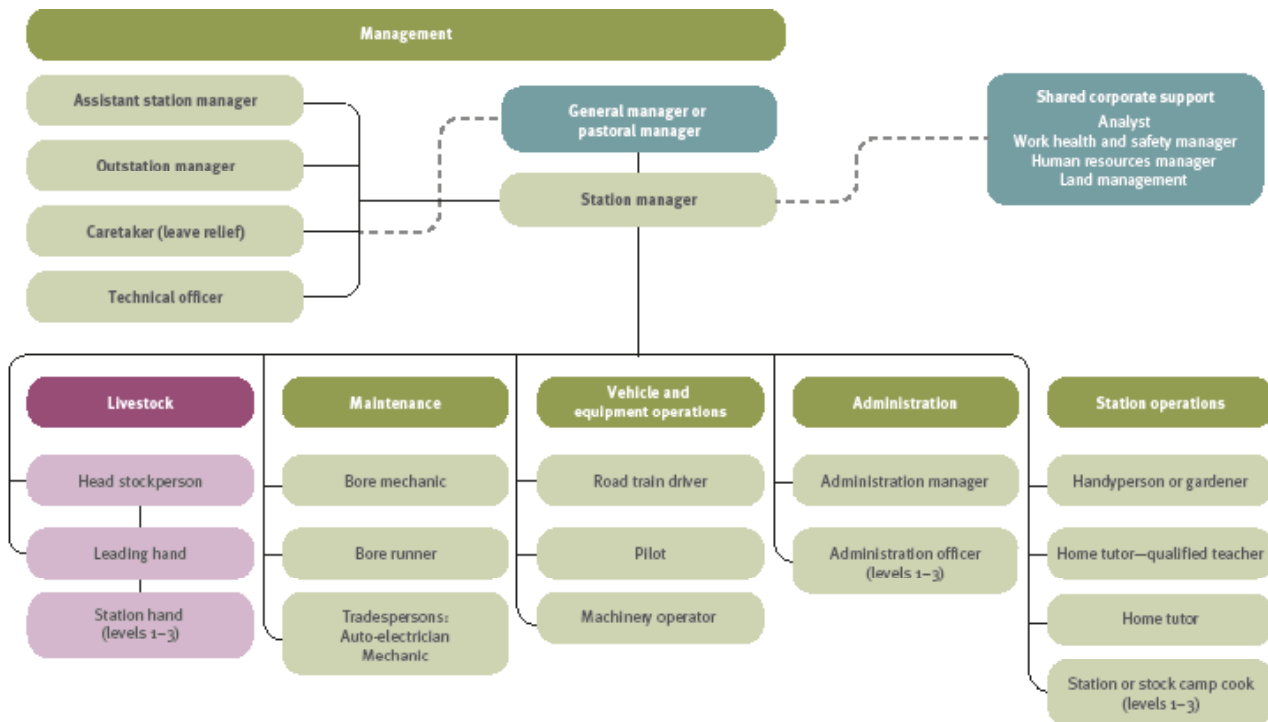 Management
Assistant station manager
Outstation manager
Caretaker (leave relief)
Technical officer
General manager or
pastoral manager
Station manager
Shared corporate support
Analyst
Work health and safety manager
Human resources manager
Land management
Livestock
Head stockperson
Leading hand
Station hand
(levels 1–3)
Maintenance
Bore mechanic
Bore runner
Tradespersons:
Auto-electrician
Mechanic
Vehicle and
equipment operations
Road train driver
Pilot
Machinery operator
Administration
Administration manager
Administration officer
(levels 1–3)
Station operations
Handyperson or gardener
Home tutor—qualified teacher
Home tutor
Station or stock camp cook
(levels 1–3)